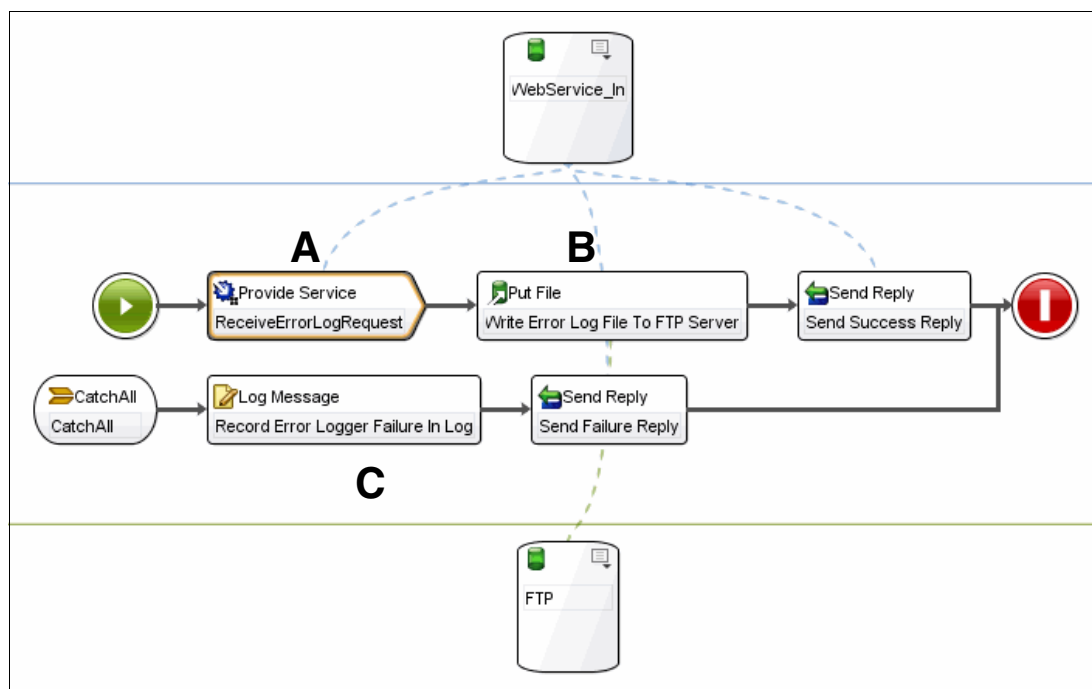 WebService_In
A
B
Provide Service
ReceiveErrorLogRequest
Put File
Write Error Log File To FTP Server
Send Reply
Send Success Reply
CatchAll
CatchAll
Log Message
Record Error Logger Failure In Log
Send Reply
Send Failure Reply
C
FTP